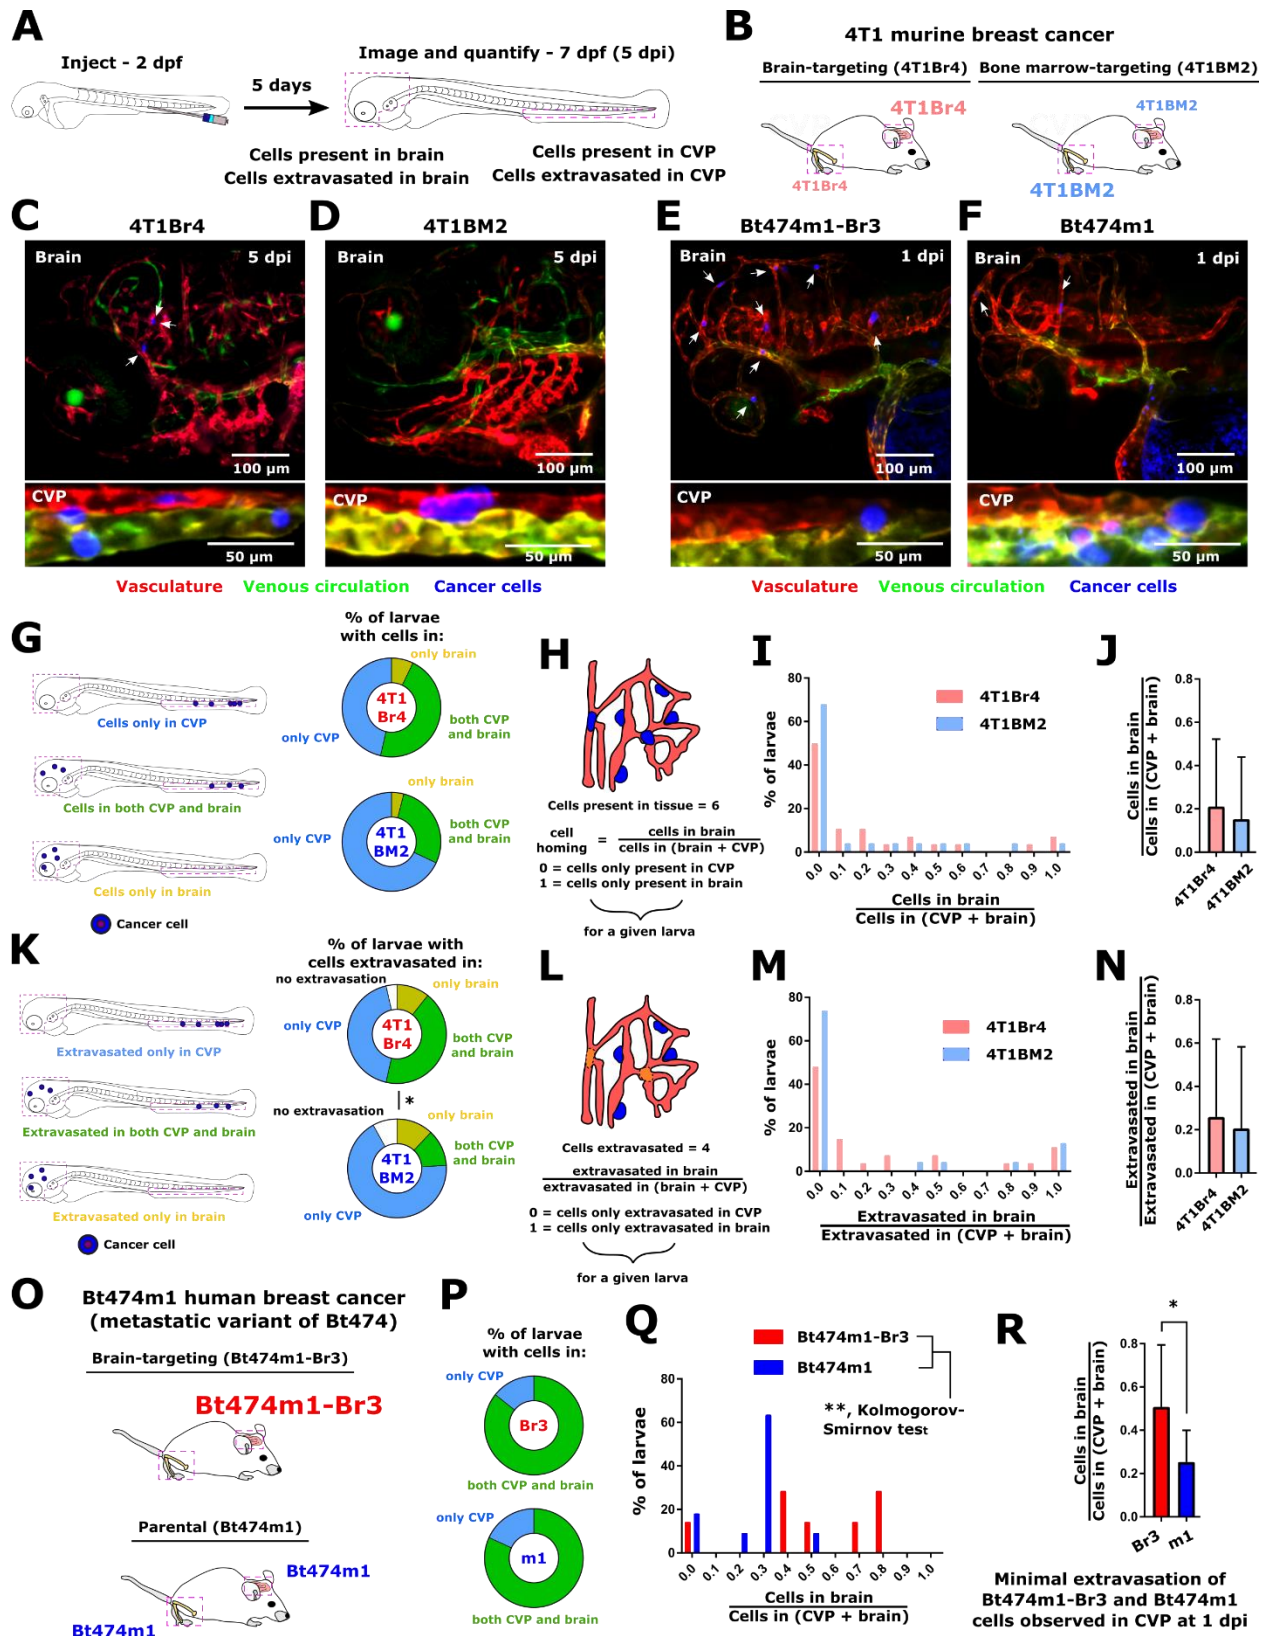 A
Inject - 2 dpf
5 days
Image and quantify - 7 dpf (5 dpi)
Cells present in brain
Cells extravasated in brain
Cells present in CVP
Cells extravasated in CVP
B
4T1 murine breast cancer
Brain-targeting (4T1Br4)
Bone marrow-targeting (4T1BM2)
4T1Br4
4T1Br4
4T1BM2
4T1BM2
C
4T1Br4
Brain
5 dpi
100 µm
CVP
50 µm
D
4T1BM2
Brain
5 dpi
100 µm
50 µm
E
Bt474m1-Br3
Brain
1 dpi
100 µm
CVP
50 µm
F
Bt474m1
Brain
1 dpi
100 µm
CVP
50 µm
Vasculature
Venous circulation
Cancer cells
Vasculature
Venous circulation
Cancer cells
G
Cells only in CVP
Cells in both CVP and brain
Cells only in brain
Cancer cell
% of larvae
with cells in:
only brain
4T1
Br4
only CVP
both CVP
and brain
only brain
4T1
BM2
only CVP
both CVP
and brain
H
Cells present in tissue = 6
cell
homing
=
cells in brain
cells in (brain + CVP)
0 = cells only present in CVP
1 = cells only present in brain
for a given larva
I
% of larvae
80
60
40
20
0
4T1Br4
4T1BM2
0.0 0.1 0.2 0.3 0.4 0.5 0.6 0.7 0.8 0.9 1.0
Cells in brain
Cells in (CVP + brain)
J
Cells in brain
Cells in (CVP + brain)
0.8
0.6
0.4
0.2
0.0
4T1Br4
4T1BM2
K
Extravasated only in CVP
Extravasated in both CVP and brain
Extravasated only in brain
Cancer cell
% of larvae with
cells extravasated in:
no extravasation
only brain
only CVP
4T1
Br4
both CVP
and brain
*
no extravasation
only brain
4T1
BM2
both CVP
and brain
only CVP
L
Cells extravasated = 4
extravasated in brain
extravasated in (brain + CVP)
0 = cells only extravasated in CVP
1 = cells only extravasated in brain
for a given larva
M
% of larvae
80
60
40
20
0
4T1Br4
4T1BM2
0.0 0.1 0.2 0.3 0.4 0.5 0.6 0.7 0.8 0.9 1.0
Extravasated in brain
Extravasated in (CVP + brain)
N
Extravasated in brain
Extravasated in (CVP + brain)
0.8
0.6
0.4
0.2
0.0
4T1Br4
4T1BM2
O
Bt474m1 human breast cancer
(metastatic variant of Bt474)
Brain-targeting (Bt474m1-Br3)
Bt474m1-Br3
Parental (Bt474m1)
Bt474m1
Bt474m1
P
% of larvae
with cells in:
only CVP
Br3
both CVP and brain
only CVP
m1
both CVP and brain
Q
Bt474m1-Br3
Bt474m1
**, Kolmogorov-
Smirnov test
% of larvae
80
60
40
20
0
0.0 0.1 0.2 0.3 0.4 0.5 0.6 0.7 0.8 0.9 1.0
Cells in brain
Cells in (CVP + brain)
R
*
Cells in brain
Cells in (CVP + brain)
0.8
0.6
0.4
0.2
0.0
Br3
m1
Minimal extravasation of
Bt474m1-Br3 and Bt474m1
cells observed in CVP at 1 dpi